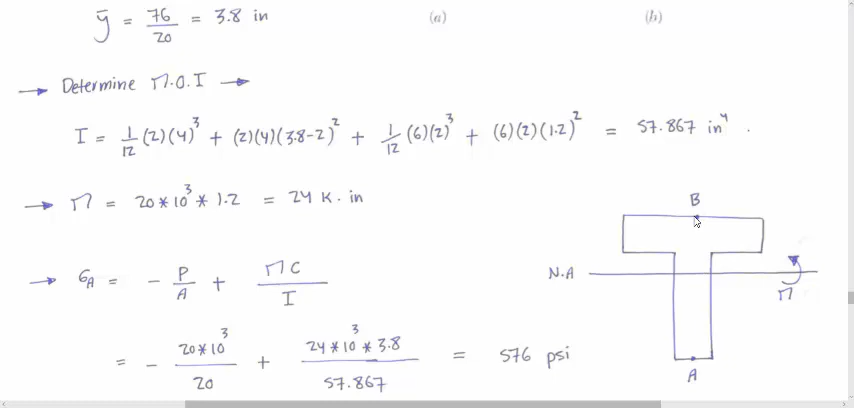 ȳ = 76/20 = 3.8 in (a) (b)
→ Determine M.O.I →
I = 1/12 (2)(4)³ + (2)(4)(3.8-2)² + 1/12 (6)(2)³ + (6)(2)(1.2)² = 57.867 in⁴.
→ M = 20*10³*1.2 = 24 K.in
B
N.A
M
→ σA = - P/A + MC/I
= - 20*10³/20 + 24*10³*3.8/57.867 = 576 psi
A